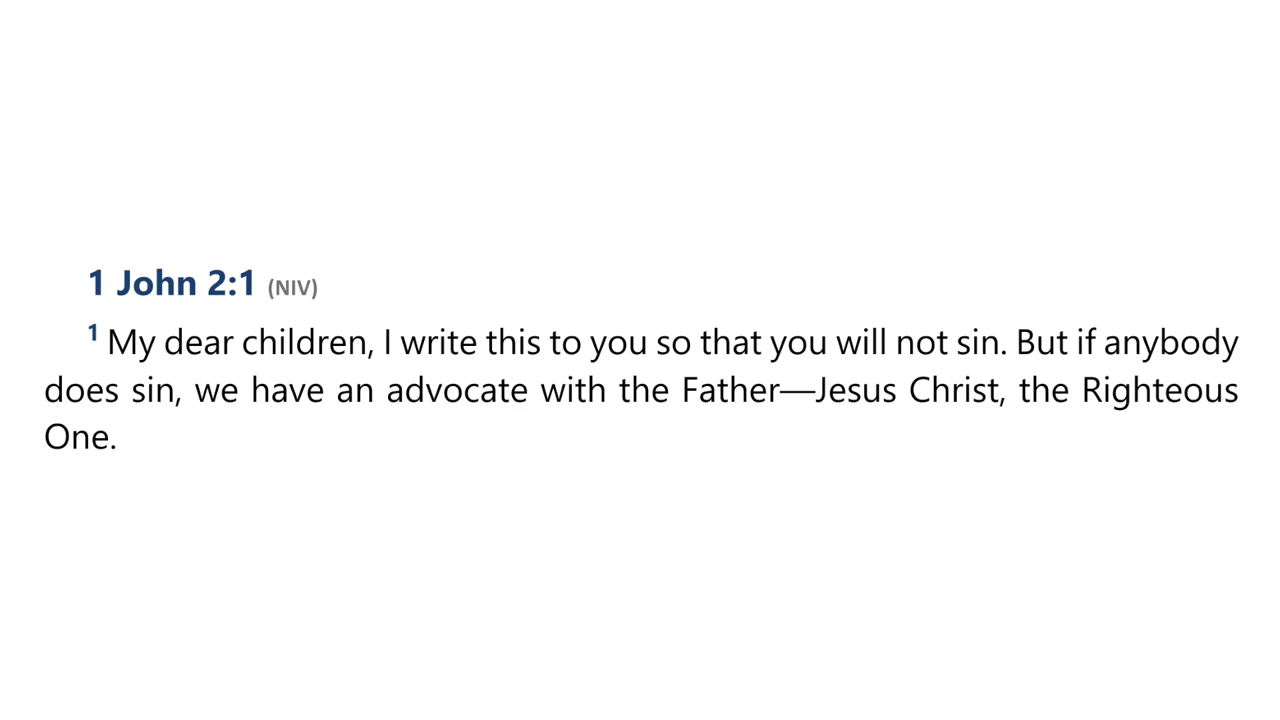 1 John 2:1 (NIV)
1 My dear children, I write this to you so that you will not sin. But if anybody
does sin, we have an advocate with the Father—Jesus Christ, the Righteous
One.